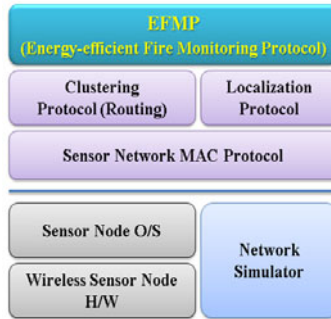 EFMP
(Energy-efficient Fire Monitoring Protocol)
Clustering
Protocol (Routing)
Localization
Protocol
Sensor Network MAC Protocol
Sensor Node O/S
Wireless Sensor Node
H/W
Network
Simulator